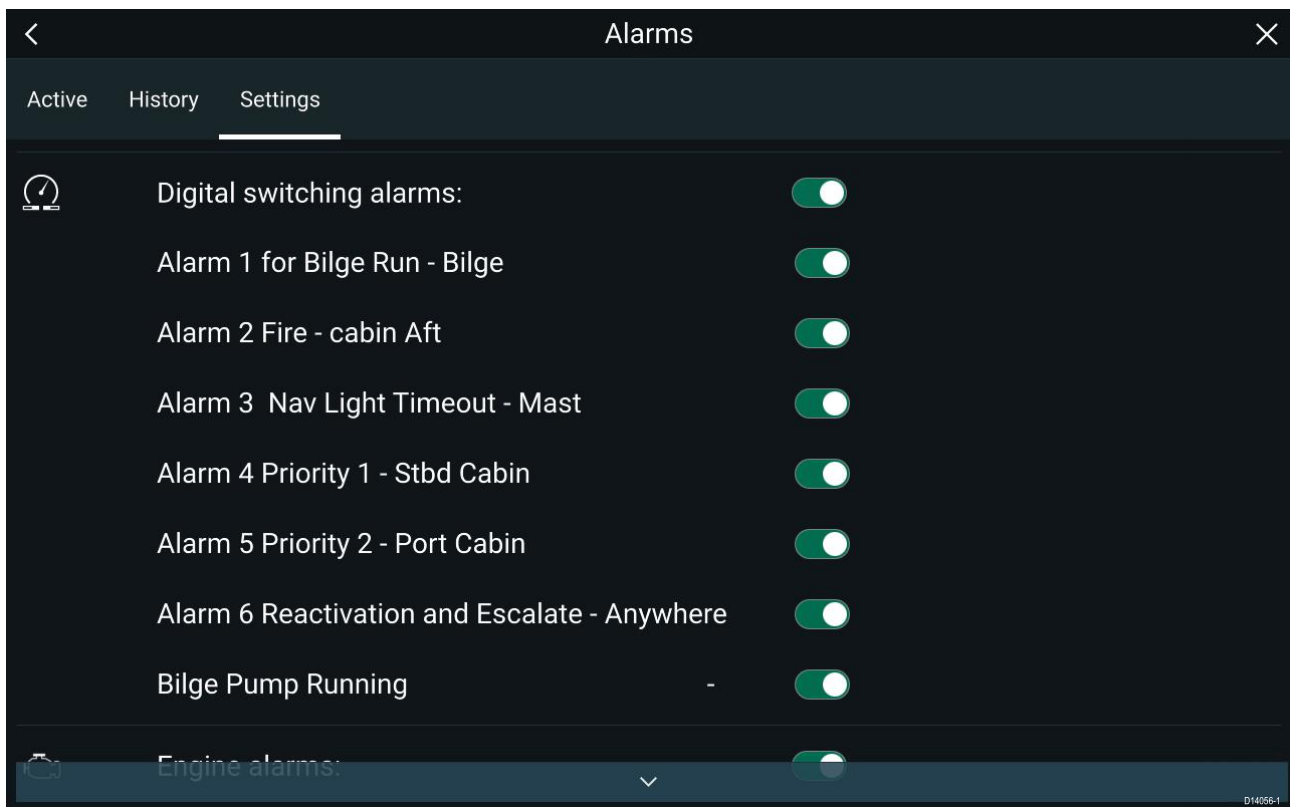 Alarms
Active History Settings
Digital switching alarms:
Alarm 1 for Bilge Run - Bilge
Alarm 2 Fire - cabin Aft
Alarm 3  Nav Light Timeout - Mast
Alarm 4 Priority 1 - Stbd Cabin
Alarm 5 Priority 2 - Port Cabin
Alarm 6 Reactivation and Escalate - Anywhere
Bilge Pump Running -
Engine alarms:
D14056-1